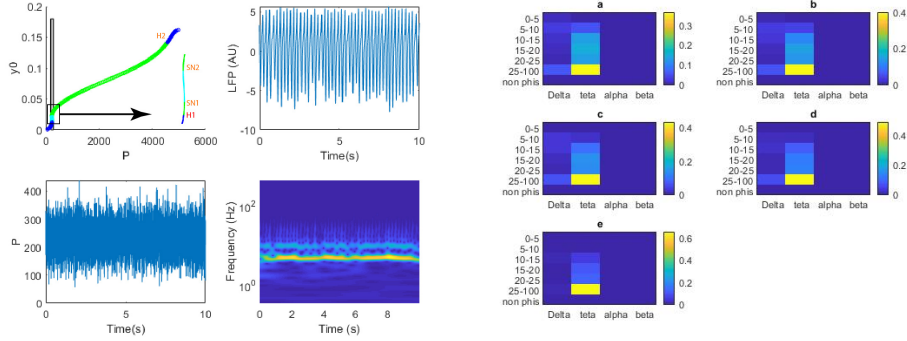 0.2
0.15
0.1
0.05
0
y0
H2
SN2
SN1
H1
0 2000 4000 6000
P
10
5
0
-5
-10
LFP (AU)
0 5 10
Time(s)
400
300
200
100
0
P
0 5 10
Time(s)
10²
10⁰
Frequency (Hz)
0 2 4 6 8
Time (s)
a
0-5
5-10
10-15
15-20
20-25
25-100
non phis
Delta teta alpha beta
0.3
0.2
0.1
0
b
0-5
5-10
10-15
15-20
20-25
25-100
non phis
Delta teta alpha beta
0.4
0.2
0
c
0-5
5-10
10-15
15-20
20-25
25-100
non phis
Delta teta alpha beta
0.4
0.2
0
d
0-5
5-10
10-15
15-20
20-25
25-100
non phis
Delta teta alpha beta
0.4
0.2
0
e
0-5
5-10
10-15
15-20
20-25
25-100
non phis
Delta teta alpha beta
0.6
0.4
0.2
0